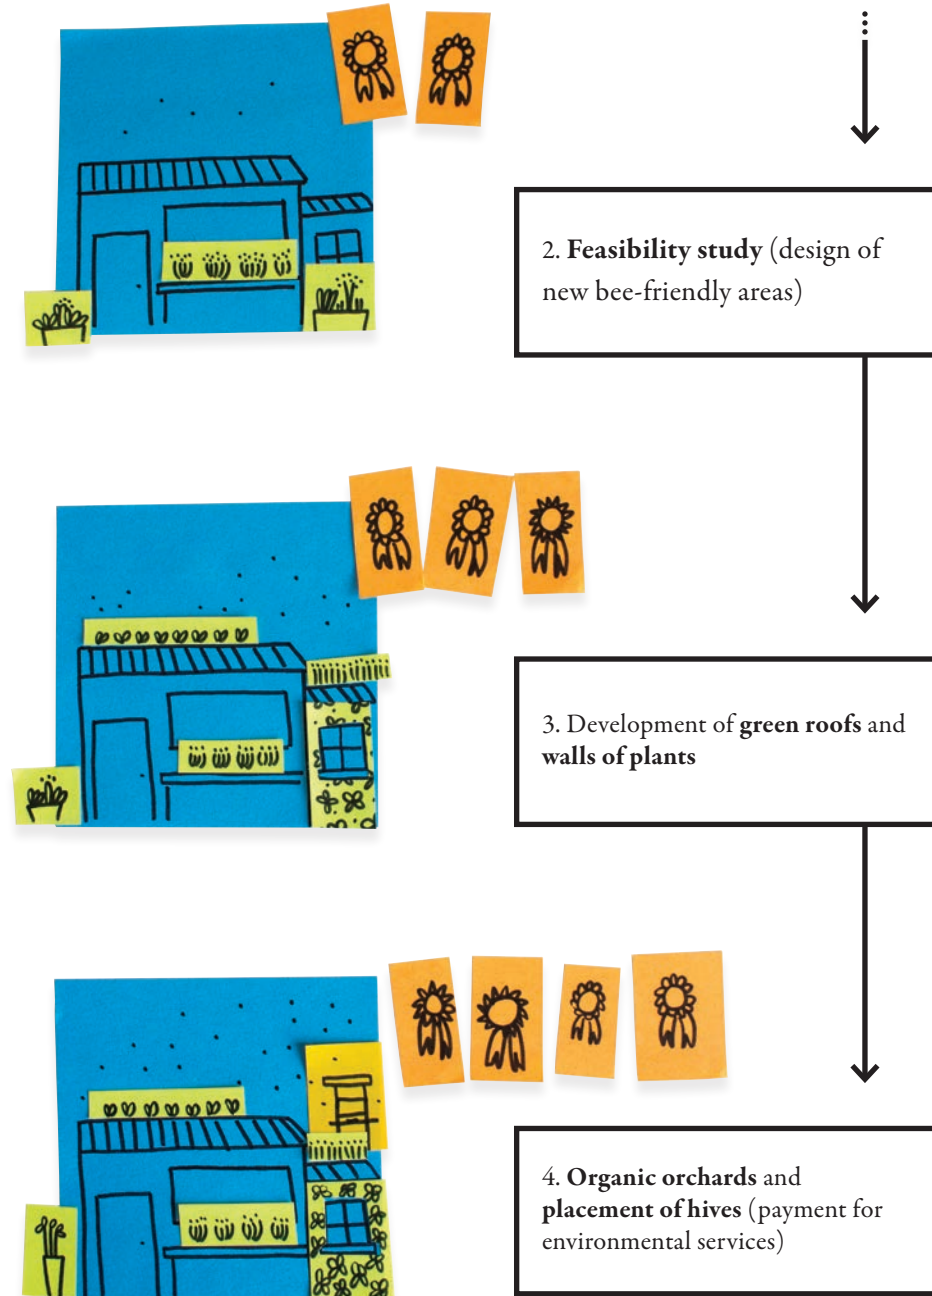 2. Feasibility study (design of
new bee-friendly areas)
3. Development of green roofs and
walls of plants
4. Organic orchards and
placement of hives (payment for
environmental services)